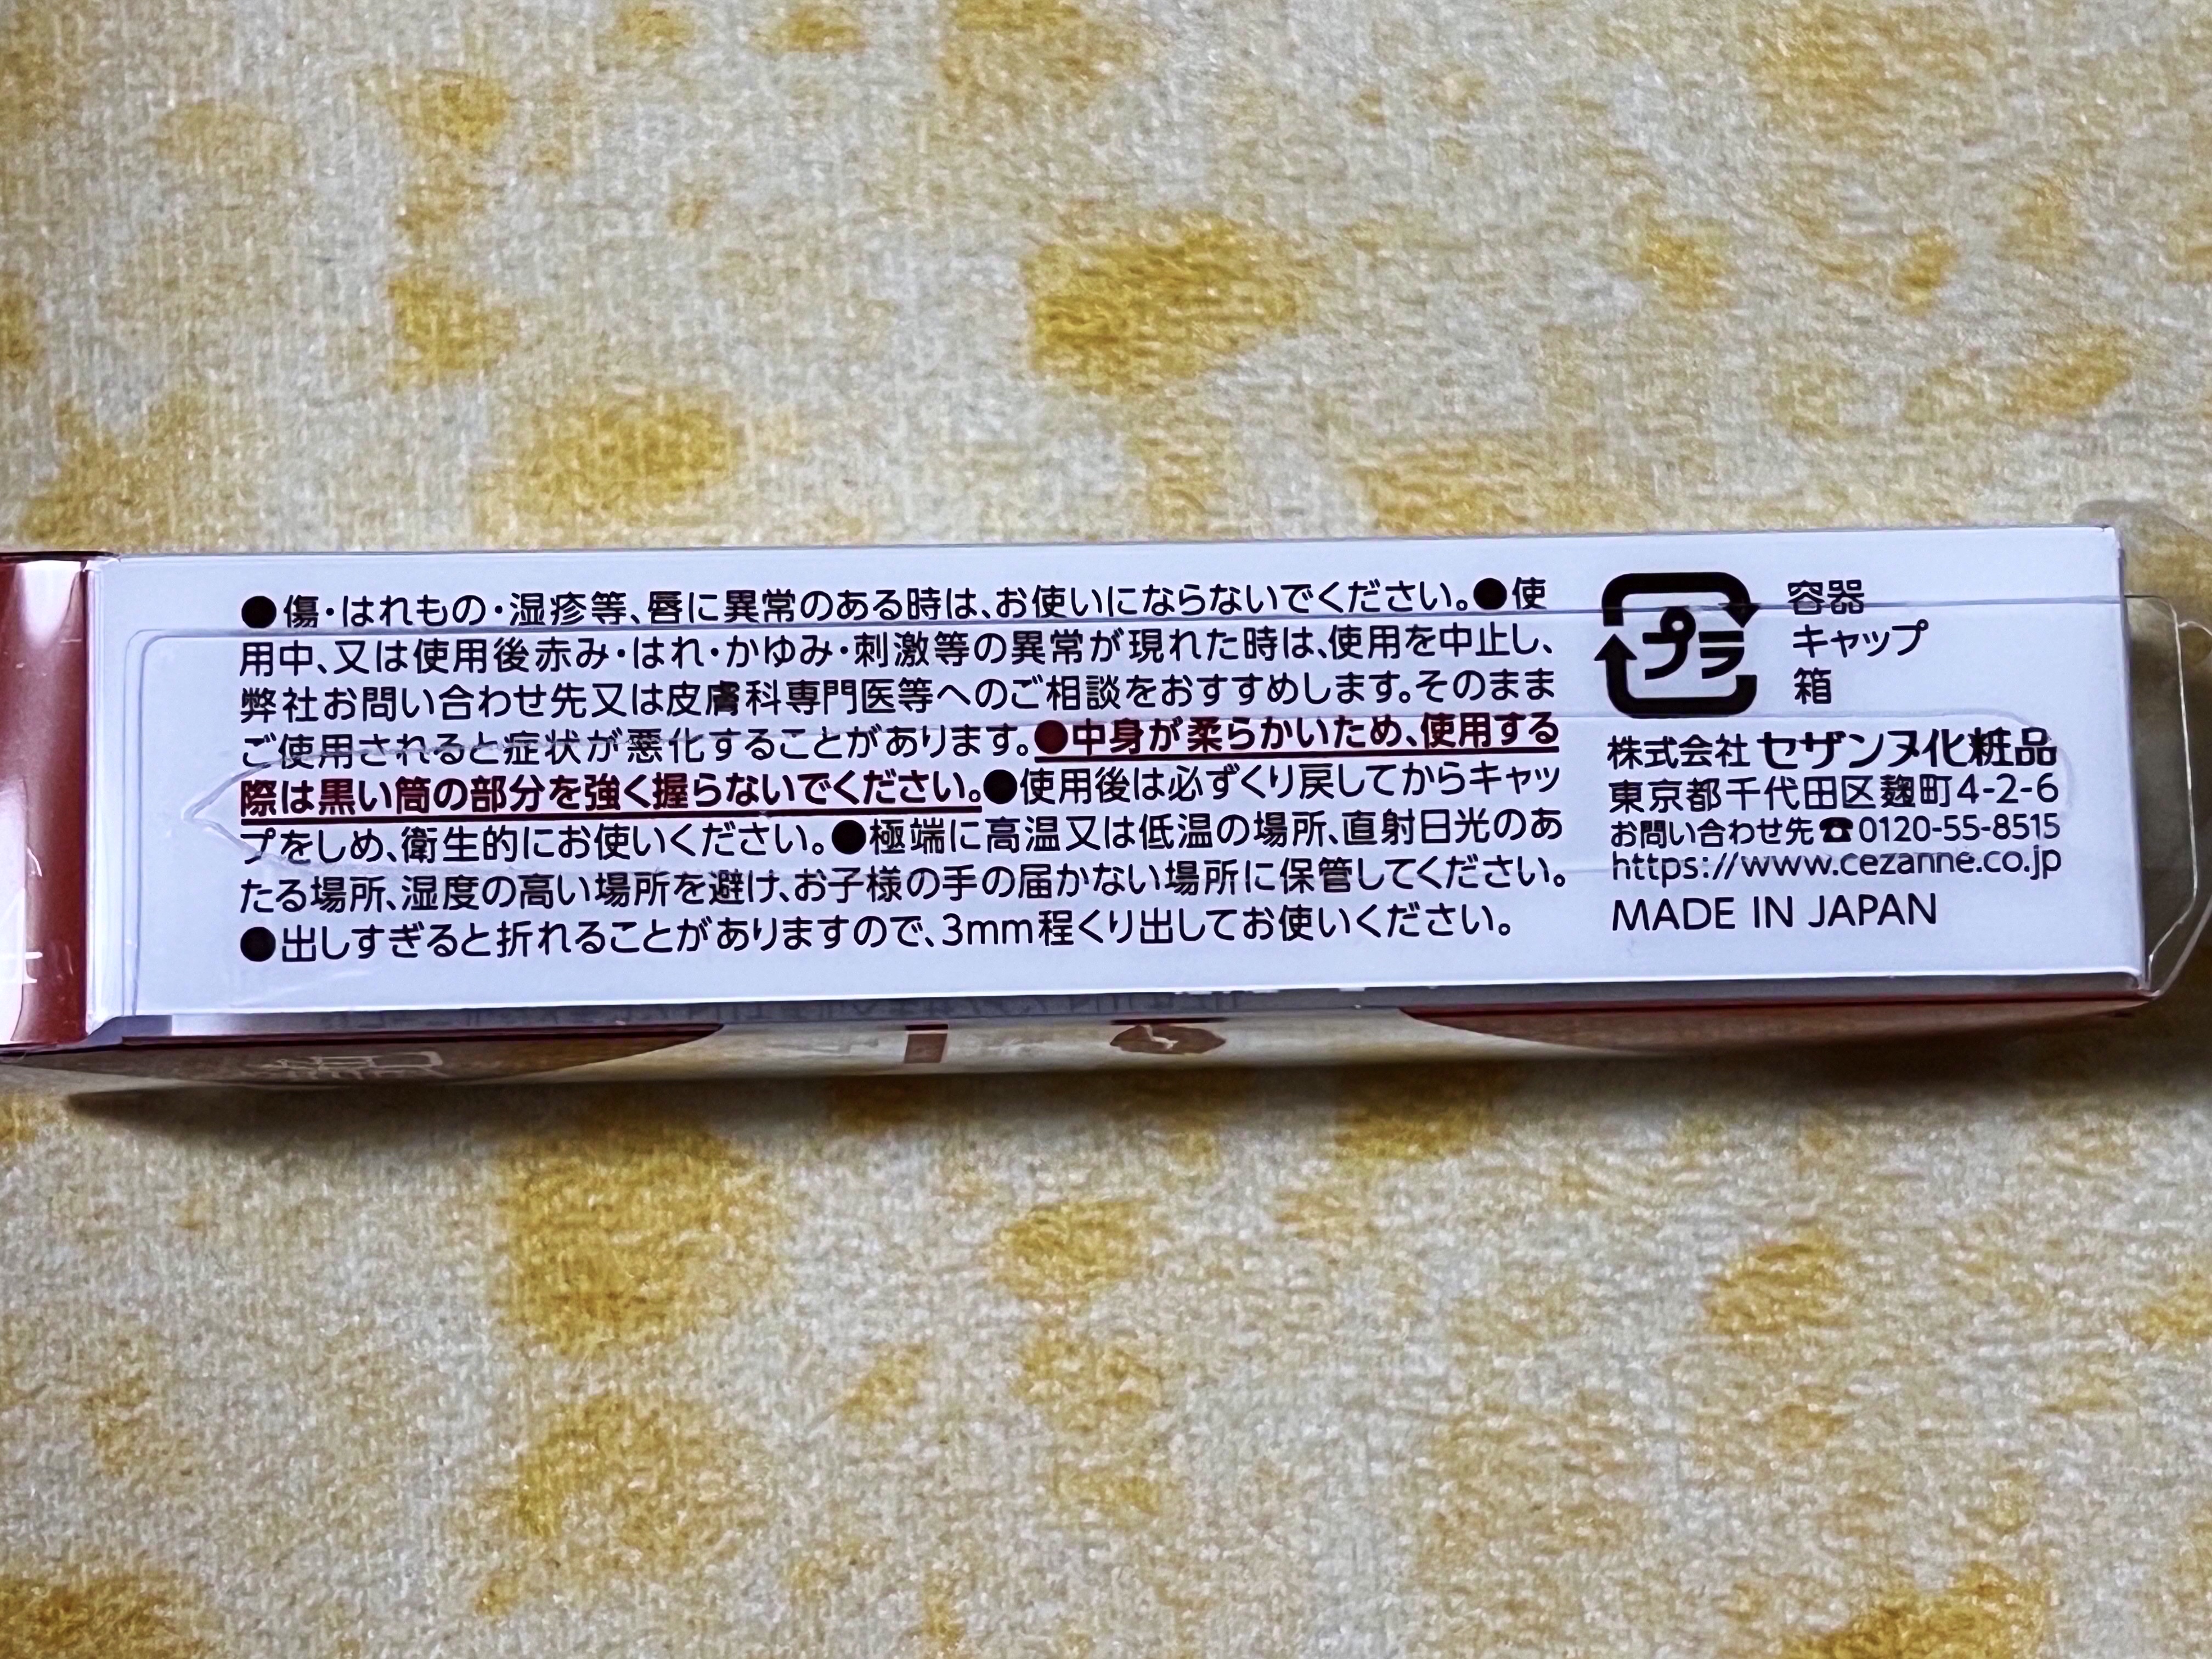 ●傷・はれもの・湿疹等、唇に異常のある時は、お使いにならないでください。●使
用中、又は使用後赤み・はれ・かゆみ・刺激等の異常が現れた時は、使用を中止し、
弊社お問い合わせ先又は皮膚科専門医等へのご相談をおすすめします。そのまま
ご使用されると症状が悪化することがあります。●中身が柔らかいため、使用する
際は黒い筒の部分を強く握らないでください。●使用後は必ずくり戻してからキャッ
プをしめ、衛生的にお使いください。●極端に高温又は低温の場所、直射日光のあ
たる場所、湿度の高い場所を避け、お子様の手の届かない場所に保管してください。
●出しすぎると折れることがありますので、3mm程くり出してお使いください。
プラ
容器
キャップ
箱
株式会社 セザンヌ化粧品
東京都千代田区麹町4-2-6
お問い合わせ先☎0120-55-8515
https://www.cezanne.co.jp
MADE IN JAPAN